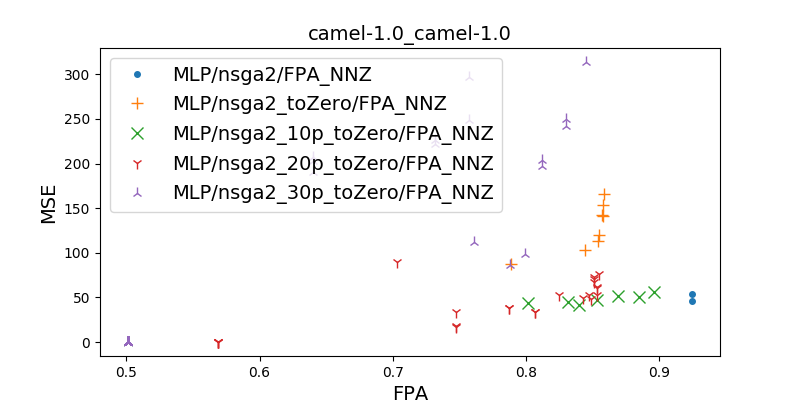 camel-1.0_camel-1.0
MLP/nsga2/FPA_NNZ
MLP/nsga2_toZero/FPA_NNZ
MLP/nsga2_10p_toZero/FPA_NNZ
MLP/nsga2_20p_toZero/FPA_NNZ
MLP/nsga2_30p_toZero/FPA_NNZ
MSE
300
250
200
150
100
50
0
0.5
0.6
0.7
0.8
0.9
FPA